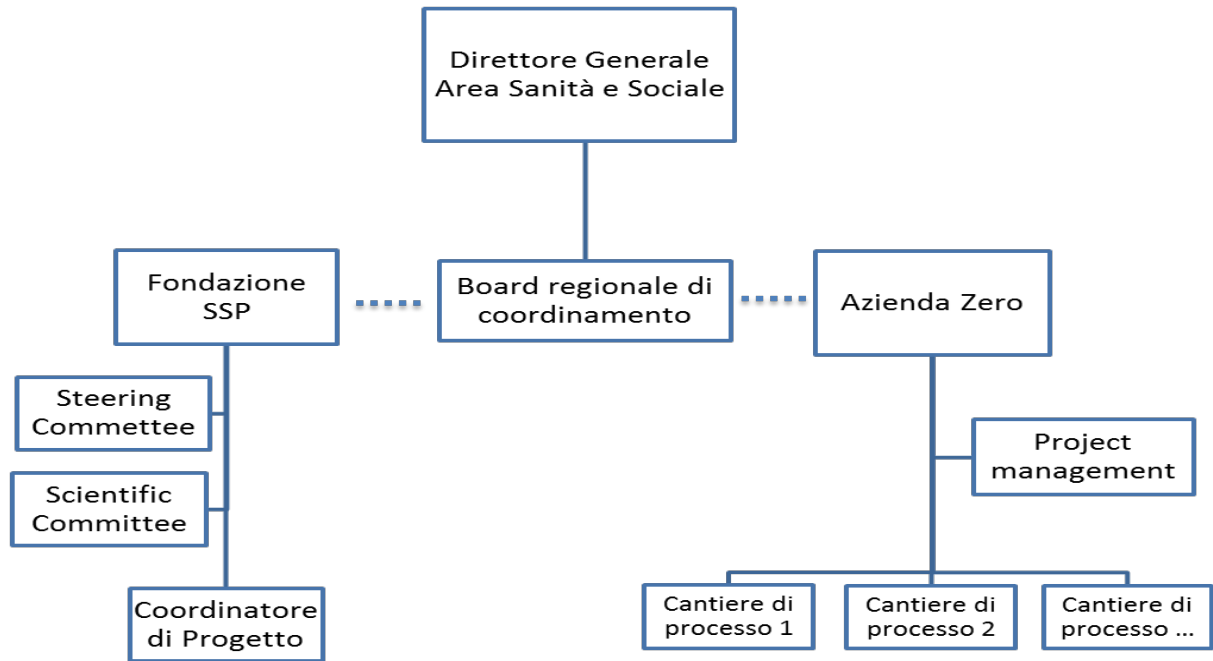 Direttore Generale
Area Sanità e Sociale
Fondazione
SSP
Board regionale di
coordinamento
Azienda Zero
Steering
Commettee
Scientific
Committee
Coordinatore
di Progetto
Project
management
Cantiere di
processo 1
Cantiere di
processo 2
Cantiere di
processo ...